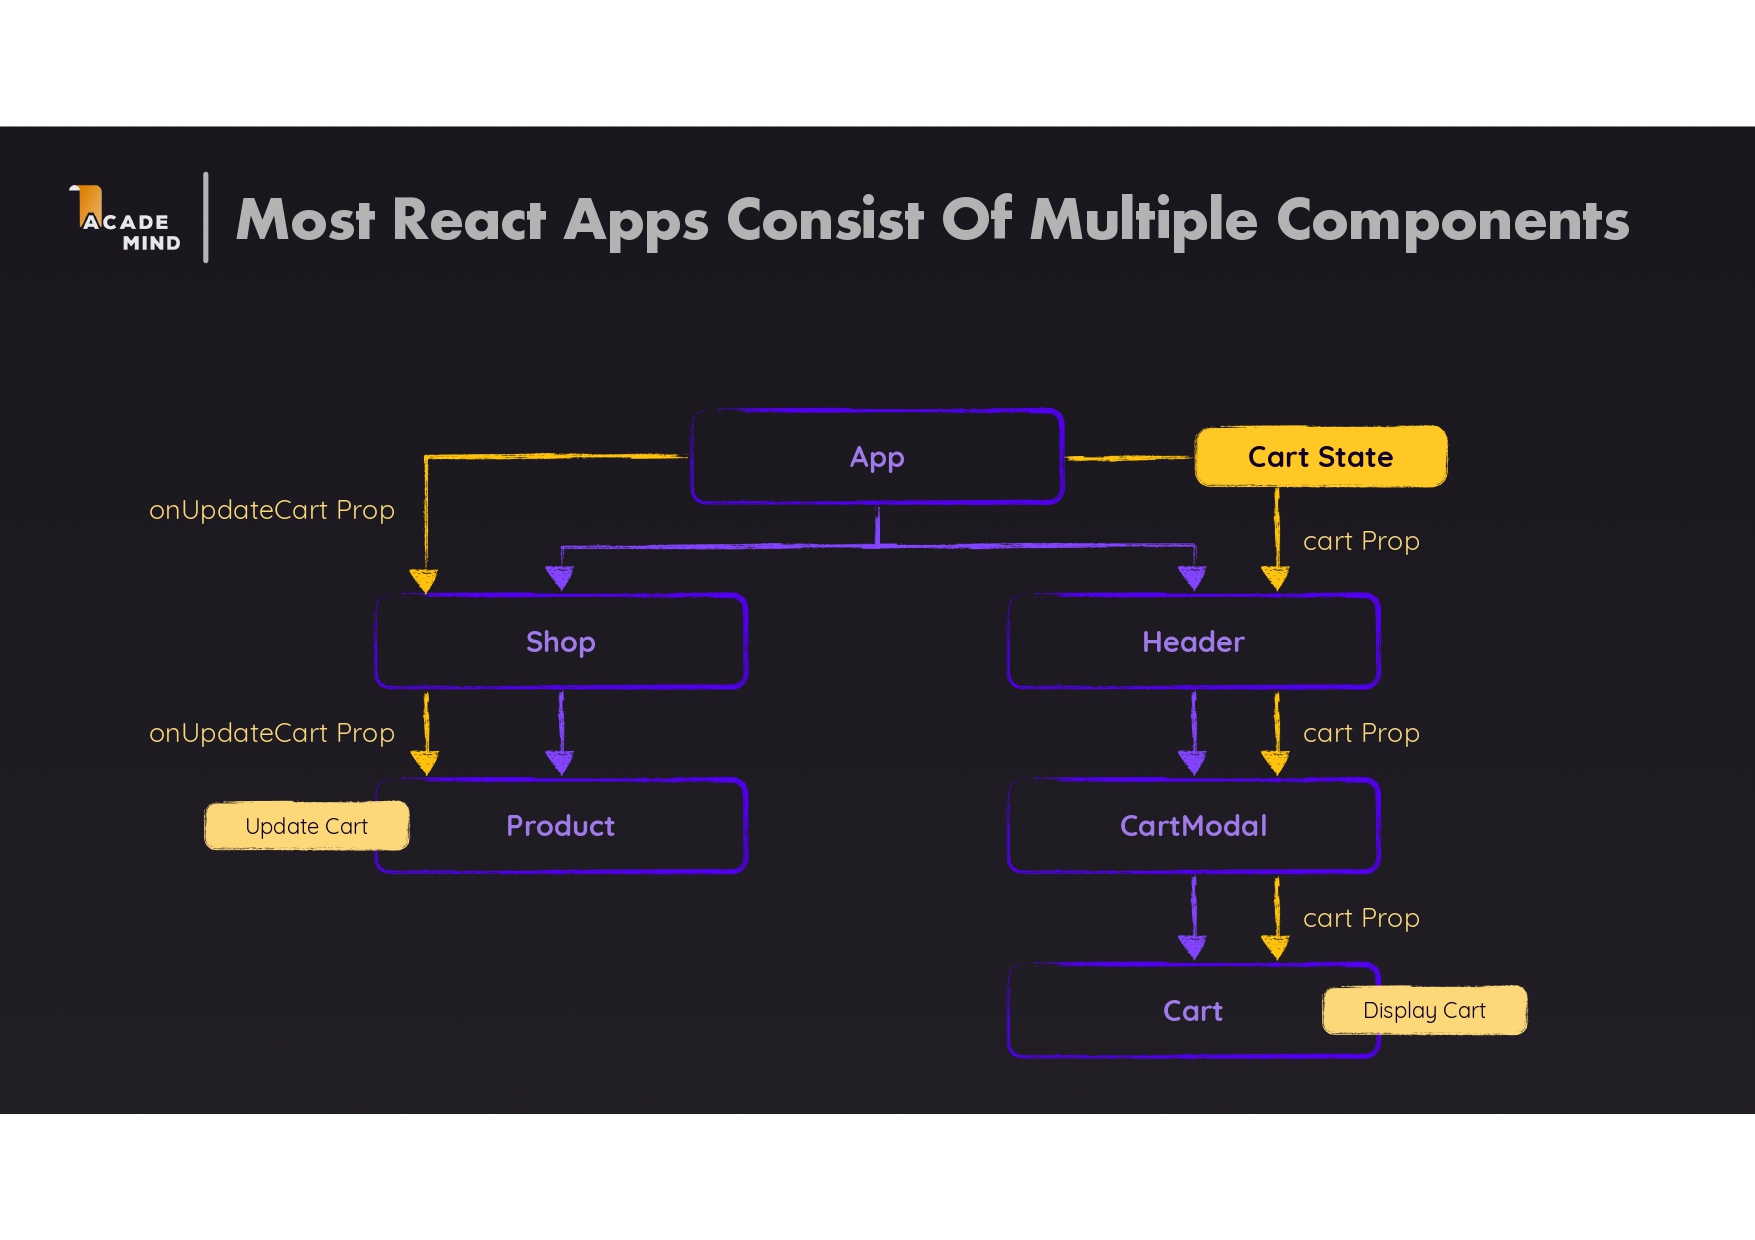 ACADE
MIND
Most React Apps Consist Of Multiple Components
App
Cart State
onUpdateCart Prop
cart Prop
Shop
Header
onUpdateCart Prop
cart Prop
Update Cart
Product
CartModal
cart Prop
Cart
Display Cart